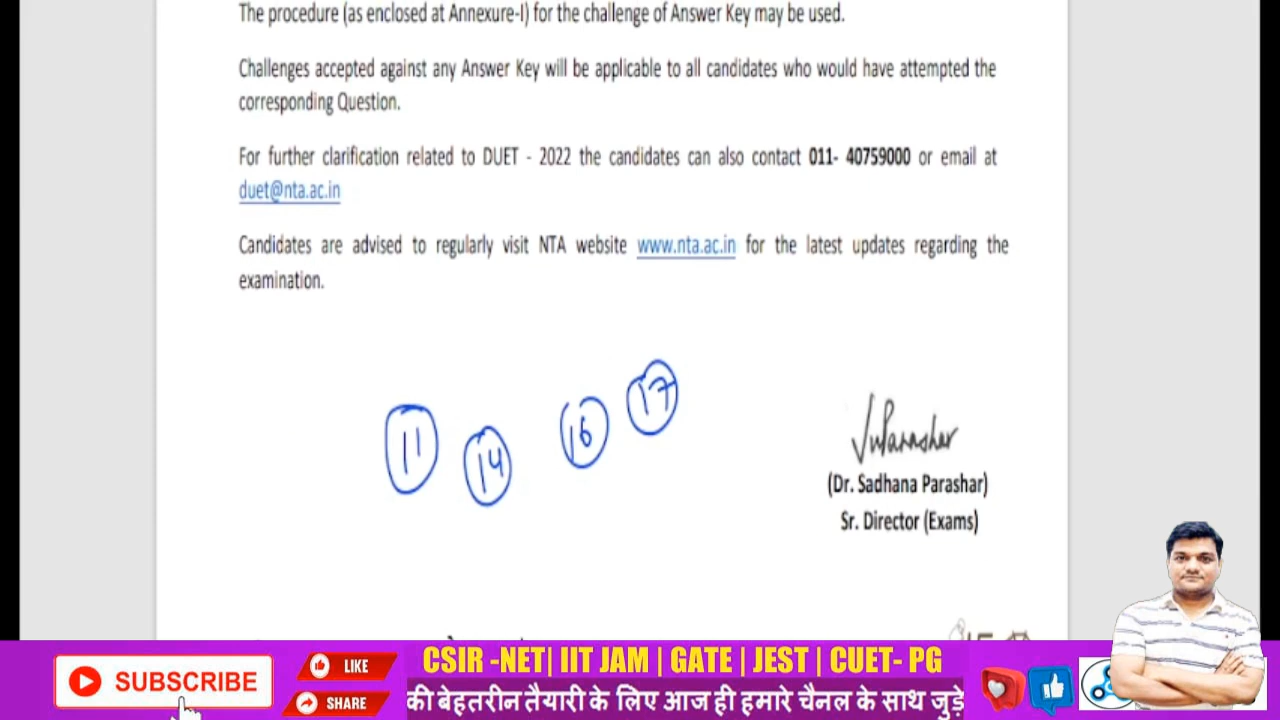 The procedure (as enclosed at Annexure-I) for the challenge of Answer Key may be used.
Challenges accepted against any Answer Key will be applicable to all candidates who would have attempted the
corresponding Question.
For further clarification related to DUET - 2022 the candidates can also contact 011- 40759000 or email at
duet@nta.ac.in
Candidates are advised to regularly visit NTA website www.nta.ac.in for the latest updates regarding the
examination.
11 14 16 17
(Dr. Sadhana Parashar)
Sr. Director (Exams)
SUBSCRIBE
LIKE
SHARE
CSIR -NET| IIT JAM | GATE | JEST | CUET- PG
की बेहतरीन तैयारी के लिए आज ही हमारे चैनल के साथ जुड़े